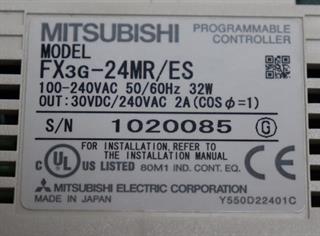 MITSUBISHI PROGRAMMABLE CONTROLLER
MODEL
FX3G-24MR/ES
100-240VAC 50/60Hz 32W
OUT:30VDC/240VAC 2A(COSφ=1)
S/N 1020085 G
FOR INSTALLATION, REFER TO THE INSTALLATION MANUAL
CE UL US LISTED 80M1 IND. CONT. EQ.
MITSUBISHI ELECTRIC CORPORATION
MADE IN JAPAN Y550D22401C